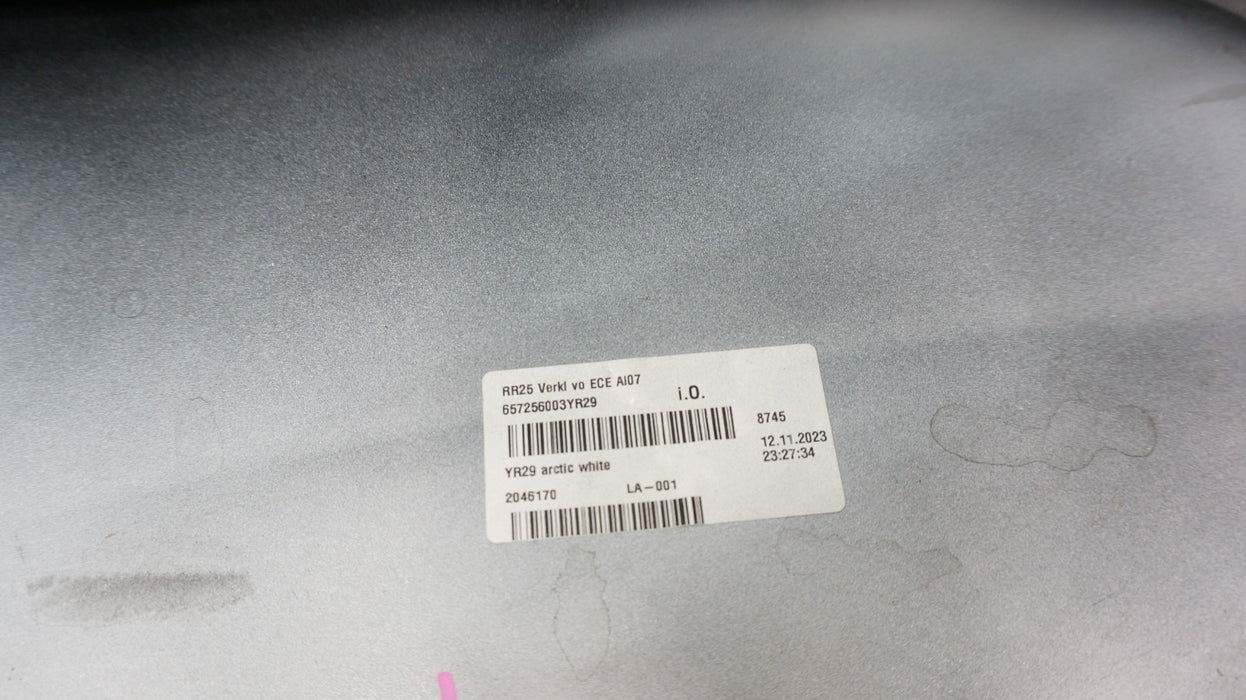 RR25 Verkl vo ECE AI07
657256003YR29
i.O.
8745
12.11.2023
23:27:34
YR29 arctic white
2046170
LA-001